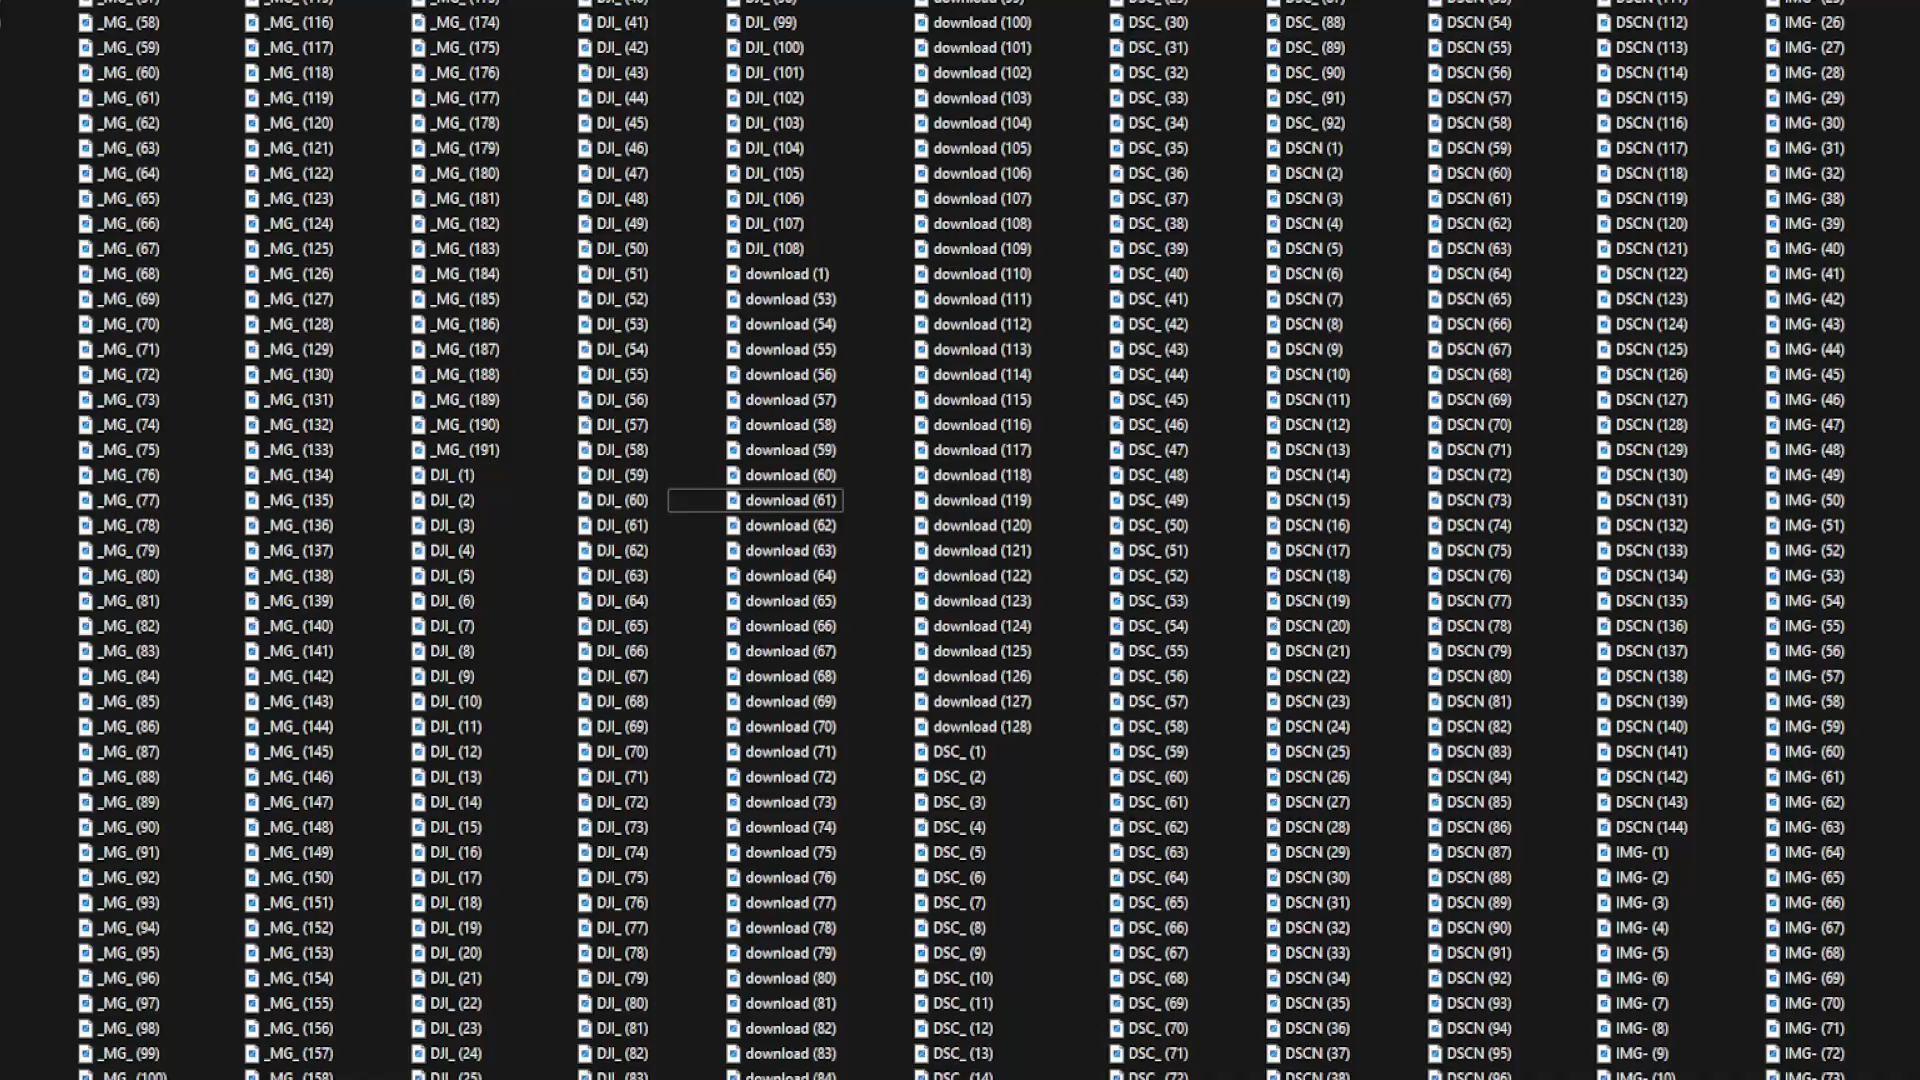 _MG_ (58)
_MG_ (59)
_MG_ (60)
_MG_ (61)
_MG_ (62)
_MG_ (63)
_MG_ (64)
_MG_ (65)
_MG_ (66)
_MG_ (67)
_MG_ (68)
_MG_ (69)
_MG_ (70)
_MG_ (71)
_MG_ (72)
_MG_ (73)
_MG_ (74)
_MG_ (75)
_MG_ (76)
_MG_ (77)
_MG_ (78)
_MG_ (79)
_MG_ (80)
_MG_ (81)
_MG_ (82)
_MG_ (83)
_MG_ (84)
_MG_ (85)
_MG_ (86)
_MG_ (87)
_MG_ (88)
_MG_ (89)
_MG_ (90)
_MG_ (91)
_MG_ (92)
_MG_ (93)
_MG_ (94)
_MG_ (95)
_MG_ (96)
_MG_ (97)
_MG_ (98)
_MG_ (99)
_MG_ (116)
_MG_ (117)
_MG_ (118)
_MG_ (119)
_MG_ (120)
_MG_ (121)
_MG_ (122)
_MG_ (123)
_MG_ (124)
_MG_ (125)
_MG_ (126)
_MG_ (127)
_MG_ (128)
_MG_ (129)
_MG_ (130)
_MG_ (131)
_MG_ (132)
_MG_ (133)
_MG_ (134)
_MG_ (135)
_MG_ (136)
_MG_ (137)
_MG_ (138)
_MG_ (139)
_MG_ (140)
_MG_ (141)
_MG_ (142)
_MG_ (143)
_MG_ (144)
_MG_ (145)
_MG_ (146)
_MG_ (147)
_MG_ (148)
_MG_ (149)
_MG_ (150)
_MG_ (151)
_MG_ (152)
_MG_ (153)
_MG_ (154)
_MG_ (155)
_MG_ (156)
_MG_ (157)
_MG_ (174)
_MG_ (175)
_MG_ (176)
_MG_ (177)
_MG_ (178)
_MG_ (179)
_MG_ (180)
_MG_ (181)
_MG_ (182)
_MG_ (183)
_MG_ (184)
_MG_ (185)
_MG_ (186)
_MG_ (187)
_MG_ (188)
_MG_ (189)
_MG_ (190)
_MG_ (191)
DJI_ (1)
DJI_ (2)
DJI_ (3)
DJI_ (4)
DJI_ (5)
DJI_ (6)
DJI_ (7)
DJI_ (8)
DJI_ (9)
DJI_ (10)
DJI_ (11)
DJI_ (12)
DJI_ (13)
DJI_ (14)
DJI_ (15)
DJI_ (16)
DJI_ (17)
DJI_ (18)
DJI_ (19)
DJI_ (20)
DJI_ (21)
DJI_ (22)
DJI_ (23)
DJI_ (24)
DJI_ (41)
DJI_ (42)
DJI_ (43)
DJI_ (44)
DJI_ (45)
DJI_ (46)
DJI_ (47)
DJI_ (48)
DJI_ (49)
DJI_ (50)
DJI_ (51)
DJI_ (52)
DJI_ (53)
DJI_ (54)
DJI_ (55)
DJI_ (56)
DJI_ (57)
DJI_ (58)
DJI_ (59)
DJI_ (60)
DJI_ (61)
DJI_ (62)
DJI_ (63)
DJI_ (64)
DJI_ (65)
DJI_ (66)
DJI_ (67)
DJI_ (68)
DJI_ (69)
DJI_ (70)
DJI_ (71)
DJI_ (72)
DJI_ (73)
DJI_ (74)
DJI_ (75)
DJI_ (76)
DJI_ (77)
DJI_ (78)
DJI_ (79)
DJI_ (80)
DJI_ (81)
DJI_ (82)
DJI_ (99)
DJI_ (100)
DJI_ (101)
DJI_ (102)
DJI_ (103)
DJI_ (104)
DJI_ (105)
DJI_ (106)
DJI_ (107)
DJI_ (108)
download (1)
download (53)
download (54)
download (55)
download (56)
download (57)
download (58)
download (59)
download (60)
download (61)
download (62)
download (63)
download (64)
download (65)
download (66)
download (67)
download (68)
download (69)
download (70)
download (71)
download (72)
download (73)
download (74)
download (75)
download (76)
download (77)
download (78)
download (79)
download (80)
download (81)
download (82)
download (83)
download (100)
download (101)
download (102)
download (103)
download (104)
download (105)
download (106)
download (107)
download (108)
download (109)
download (110)
download (111)
download (112)
download (113)
download (114)
download (115)
download (116)
download (117)
download (118)
download (119)
download (120)
download (121)
download (122)
download (123)
download (124)
download (125)
download (126)
download (127)
download (128)
DSC_ (1)
DSC_ (2)
DSC_ (3)
DSC_ (4)
DSC_ (5)
DSC_ (6)
DSC_ (7)
DSC_ (8)
DSC_ (9)
DSC_ (10)
DSC_ (11)
DSC_ (12)
DSC_ (13)
DSC_ (30)
DSC_ (31)
DSC_ (32)
DSC_ (33)
DSC_ (34)
DSC_ (35)
DSC_ (36)
DSC_ (37)
DSC_ (38)
DSC_ (39)
DSC_ (40)
DSC_ (41)
DSC_ (42)
DSC_ (43)
DSC_ (44)
DSC_ (45)
DSC_ (46)
DSC_ (47)
DSC_ (48)
DSC_ (49)
DSC_ (50)
DSC_ (51)
DSC_ (52)
DSC_ (53)
DSC_ (54)
DSC_ (55)
DSC_ (56)
DSC_ (57)
DSC_ (58)
DSC_ (59)
DSC_ (60)
DSC_ (61)
DSC_ (62)
DSC_ (63)
DSC_ (64)
DSC_ (65)
DSC_ (66)
DSC_ (67)
DSC_ (68)
DSC_ (69)
DSC_ (70)
DSC_ (71)
DSC_ (88)
DSC_ (89)
DSC_ (90)
DSC_ (91)
DSC_ (92)
DSCN (1)
DSCN (2)
DSCN (3)
DSCN (4)
DSCN (5)
DSCN (6)
DSCN (7)
DSCN (8)
DSCN (9)
DSCN (10)
DSCN (11)
DSCN (12)
DSCN (13)
DSCN (14)
DSCN (15)
DSCN (16)
DSCN (17)
DSCN (18)
DSCN (19)
DSCN (20)
DSCN (21)
DSCN (22)
DSCN (23)
DSCN (24)
DSCN (25)
DSCN (26)
DSCN (27)
DSCN (28)
DSCN (29)
DSCN (30)
DSCN (31)
DSCN (32)
DSCN (33)
DSCN (34)
DSCN (35)
DSCN (36)
DSCN (37)
DSCN (54)
DSCN (55)
DSCN (56)
DSCN (57)
DSCN (58)
DSCN (59)
DSCN (60)
DSCN (61)
DSCN (62)
DSCN (63)
DSCN (64)
DSCN (65)
DSCN (66)
DSCN (67)
DSCN (68)
DSCN (69)
DSCN (70)
DSCN (71)
DSCN (72)
DSCN (73)
DSCN (74)
DSCN (75)
DSCN (76)
DSCN (77)
DSCN (78)
DSCN (79)
DSCN (80)
DSCN (81)
DSCN (82)
DSCN (83)
DSCN (84)
DSCN (85)
DSCN (86)
DSCN (87)
DSCN (88)
DSCN (89)
DSCN (90)
DSCN (91)
DSCN (92)
DSCN (93)
DSCN (94)
DSCN (95)
DSCN (112)
DSCN (113)
DSCN (114)
DSCN (115)
DSCN (116)
DSCN (117)
DSCN (118)
DSCN (119)
DSCN (120)
DSCN (121)
DSCN (122)
DSCN (123)
DSCN (124)
DSCN (125)
DSCN (126)
DSCN (127)
DSCN (128)
DSCN (129)
DSCN (130)
DSCN (131)
DSCN (132)
DSCN (133)
DSCN (134)
DSCN (135)
DSCN (136)
DSCN (137)
DSCN (138)
DSCN (139)
DSCN (140)
DSCN (141)
DSCN (142)
DSCN (143)
DSCN (144)
IMG- (1)
IMG- (2)
IMG- (3)
IMG- (4)
IMG- (5)
IMG- (6)
IMG- (7)
IMG- (8)
IMG- (9)
IMG- (26)
IMG- (27)
IMG- (28)
IMG- (29)
IMG- (30)
IMG- (31)
IMG- (32)
IMG- (38)
IMG- (39)
IMG- (40)
IMG- (41)
IMG- (42)
IMG- (43)
IMG- (44)
IMG- (45)
IMG- (46)
IMG- (47)
IMG- (48)
IMG- (49)
IMG- (50)
IMG- (51)
IMG- (52)
IMG- (53)
IMG- (54)
IMG- (55)
IMG- (56)
IMG- (57)
IMG- (58)
IMG- (59)
IMG- (60)
IMG- (61)
IMG- (62)
IMG- (63)
IMG- (64)
IMG- (65)
IMG- (66)
IMG- (67)
IMG- (68)
IMG- (69)
IMG- (70)
IMG- (71)
IMG- (72)